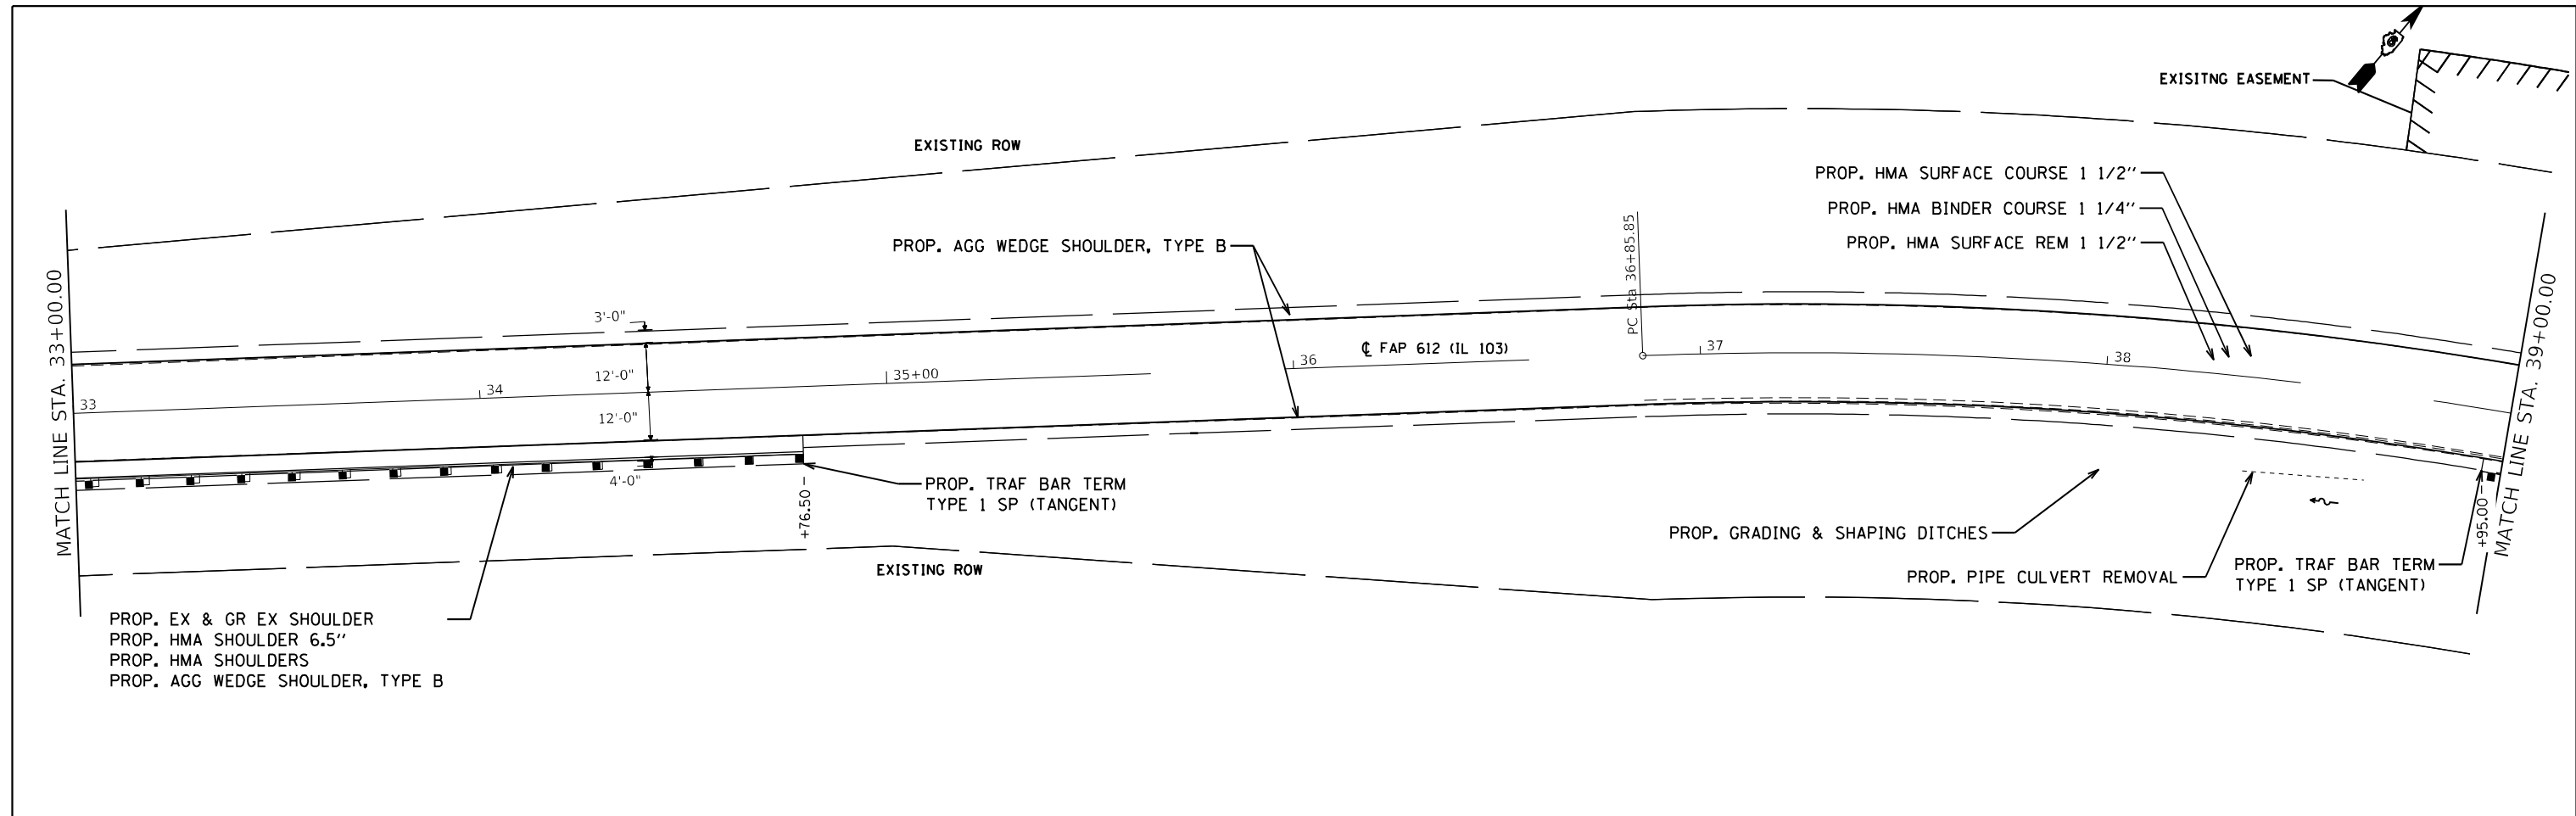 EXISITNG EASEMENT
EXISTING ROW
PROP. HMA SURFACE COURSE 1 1/2"
PROP. HMA BINDER COURSE 1 1/4"
PROP. HMA SURFACE REM 1 1/2"
PROP. AGG WEDGE SHOULDER, TYPE B
PC Sta 36+85.85
MATCH LINE STA. 33+00.00
MATCH LINE STA. 39+00.00
3'-0"
12'-0"
12'-0"
4'-0"
33
34
35+00
36
℄ FAP 612 (IL 103)
37
38
+76.50
PROP. TRAF BAR TERM
TYPE 1 SP (TANGENT)
EXISTING ROW
PROP. GRADING & SHAPING DITCHES
PROP. PIPE CULVERT REMOVAL
+95.00
PROP. TRAF BAR TERM
TYPE 1 SP (TANGENT)
PROP. EX & GR EX SHOULDER
PROP. HMA SHOULDER 6.5"
PROP. HMA SHOULDERS
PROP. AGG WEDGE SHOULDER, TYPE B